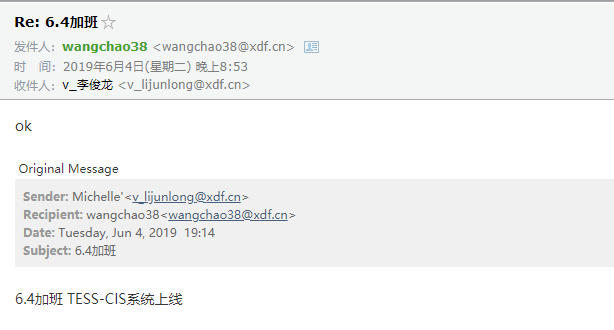 Re: 6.4加班☆
发件人：wangchao38 <wangchao38@xdf.cn>
时　间：2019年6月4日(星期二) 晚上8:53
收件人：v_李俊龙 <v_lijunlong@xdf.cn>
ok
Original Message
Sender: Michelle'<v_lijunlong@xdf.cn>
Recipient: wangchao38<wangchao38@xdf.cn>
Date: Tuesday, Jun 4, 2019 19:14
Subject: 6.4加班
6.4加班 TESS-CIS系统上线